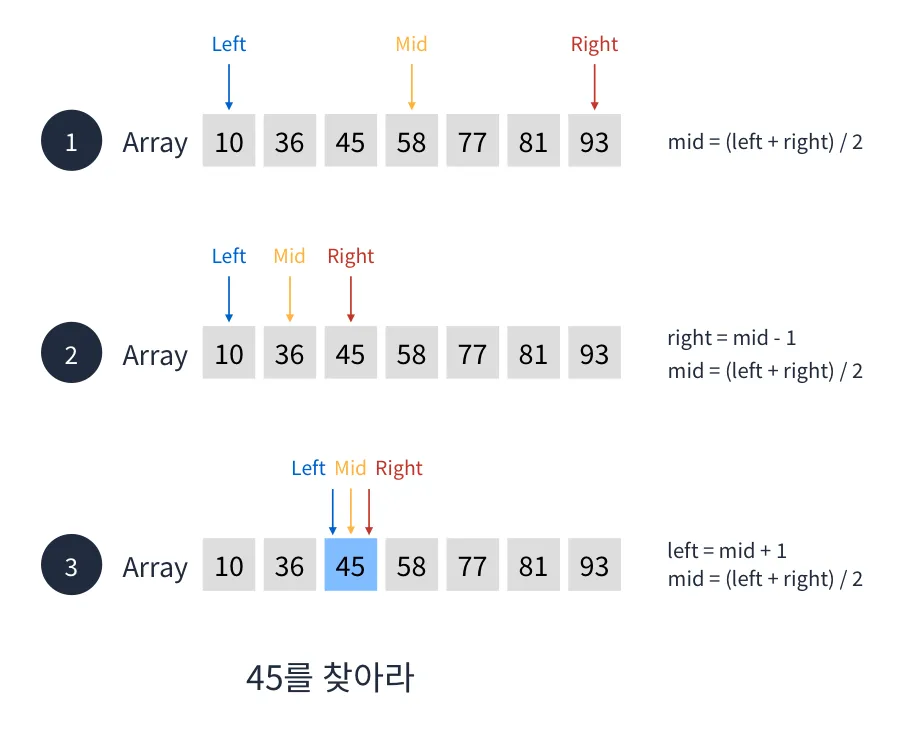 Left Mid Right
1 Array 10 36 45 58 77 81 93 mid = (left + right) / 2
Left Mid Right
right = mid - 1
2 Array 10 36 45 58 77 81 93
mid = (left + right) / 2
Left Mid Right
left = mid + 1
3 Array 10 36 45 58 77 81 93
mid = (left + right) / 2
45를 찾아라